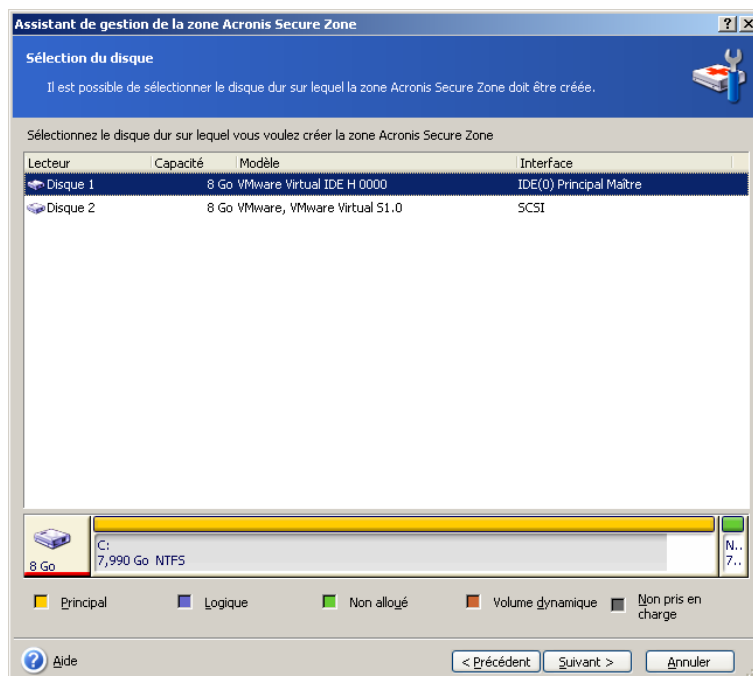 Assistant de gestion de la zone Acronis Secure Zone
Sélection du disque
Il est possible de sélectionner le disque dur sur lequel la zone Acronis Secure Zone doit être créée.
Sélectionnez le disque dur sur lequel vous voulez créer la zone Acronis Secure Zone
Lecteur Capacité Modèle Interface
Disque 1 8 Go VMware Virtual IDE H 0000 IDE(0) Principal Maître
Disque 2 8 Go VMware, VMware Virtual S1.0 SCSI
8 Go
C:
7,990 Go NTFS
N..
7..
Principal Logique Non alloué Volume dynamique Non pris en
charge
Aide < Précédent Suivant > Annuler